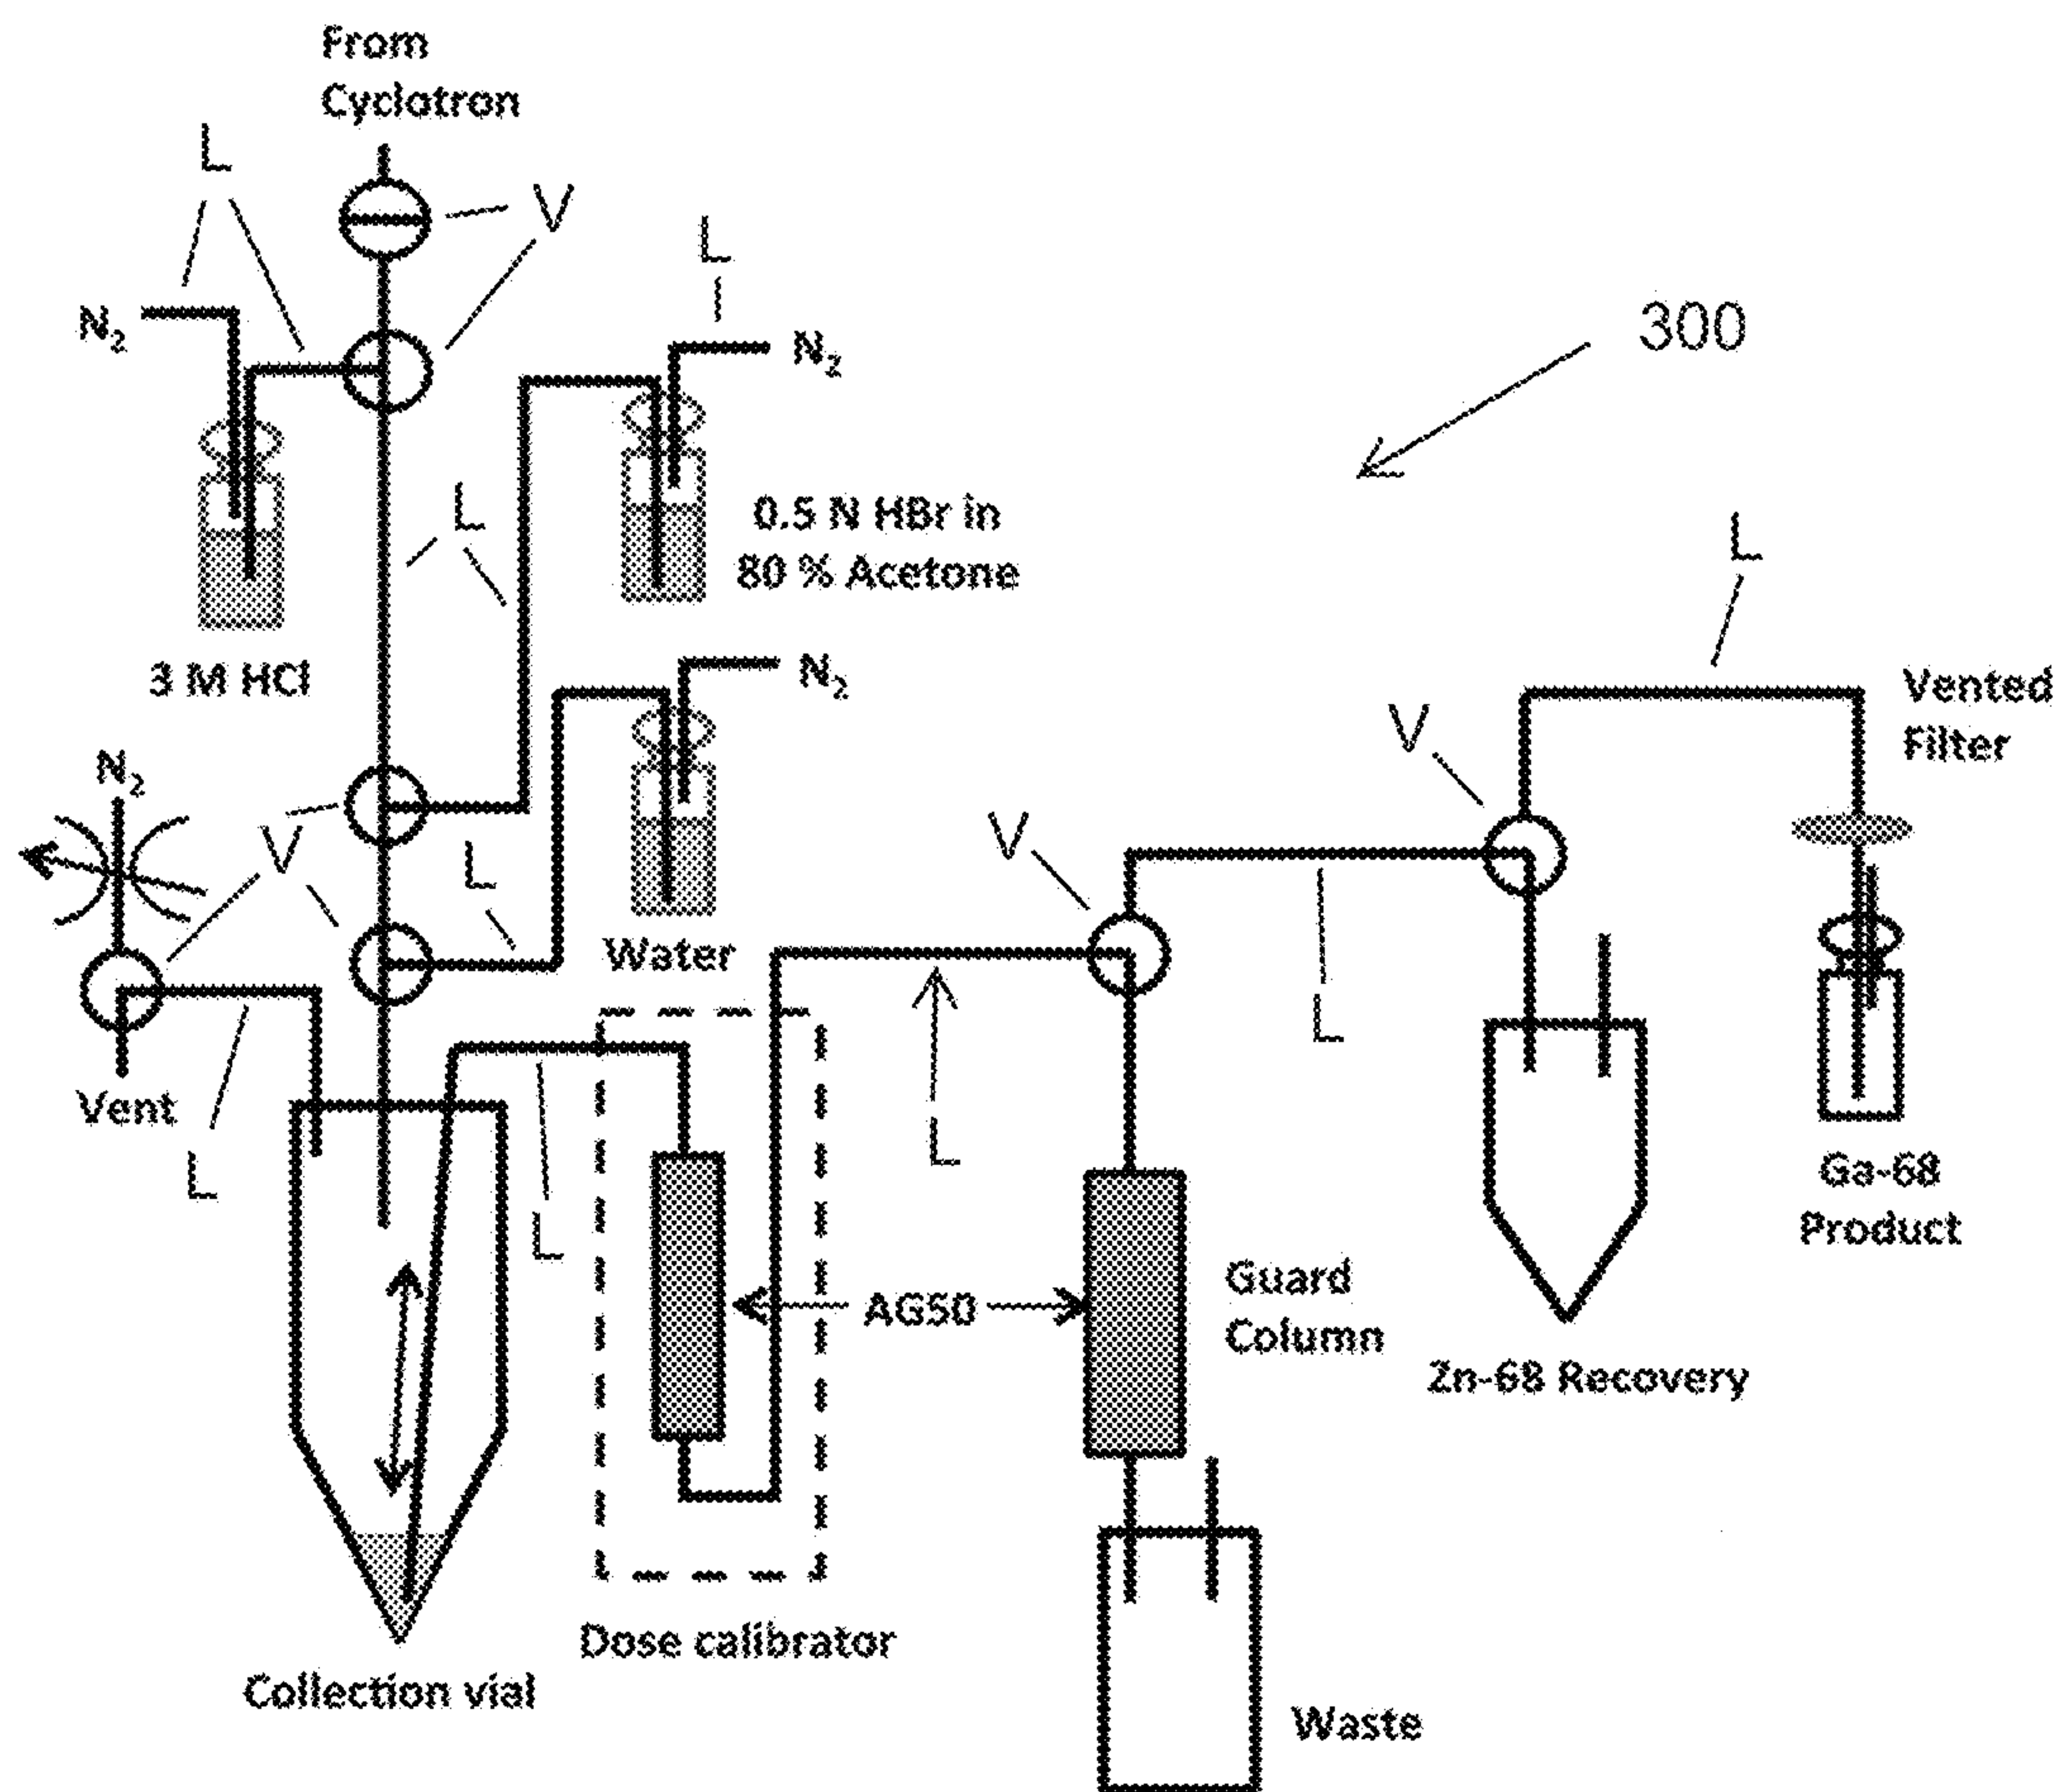 From
Cyclotron
L
V
L
N2
N2
300
L
0.5 N HBr in
80 % Acetone
L
3 M HCl
N2
Vented
Filter
V
N2
V
V
L
Water
L
Vent
L
L
L
Ga-68
Product
AG50
Guard
Column
Zn-68 Recovery
Dose calibrator
Collection vial
Waste